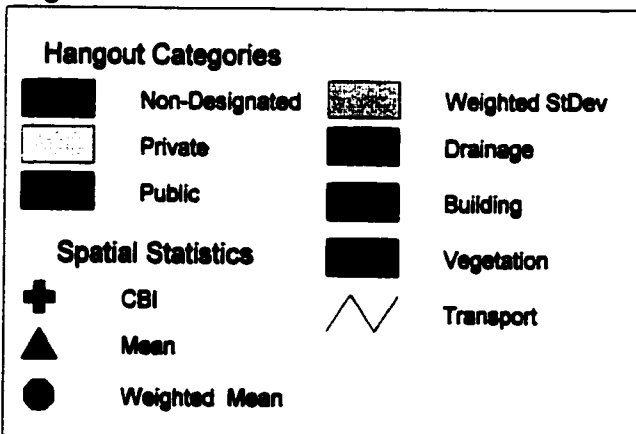 Hangout Categories
Non-Designated
Private
Public
Spatial Statistics
CBI
Mean
Weighted Mean
Weighted StDev
Drainage
Building
Vegetation
Transport